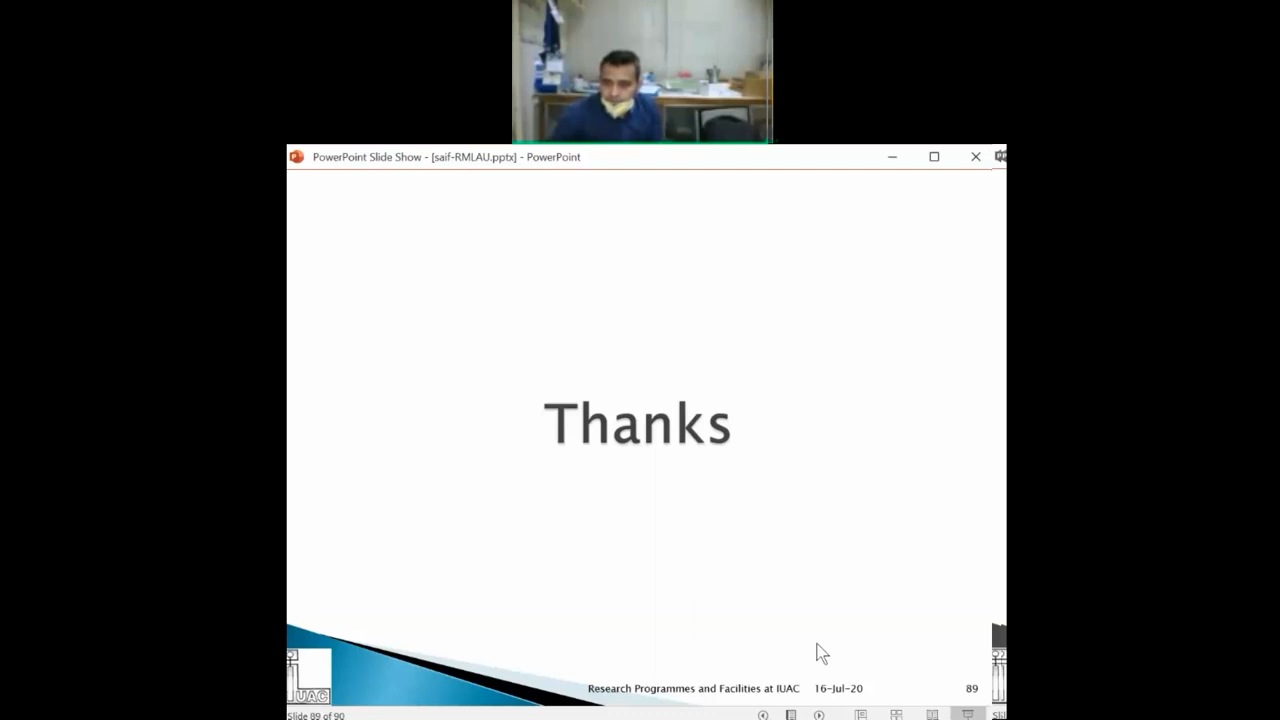 PowerPoint Slide Show - [saif-RMLAU.pptx] - PowerPoint
Thanks
IUAC
Research Programmes and Facilities at IUAC 16-Jul-20 89
Slide 89 of 90
Sli